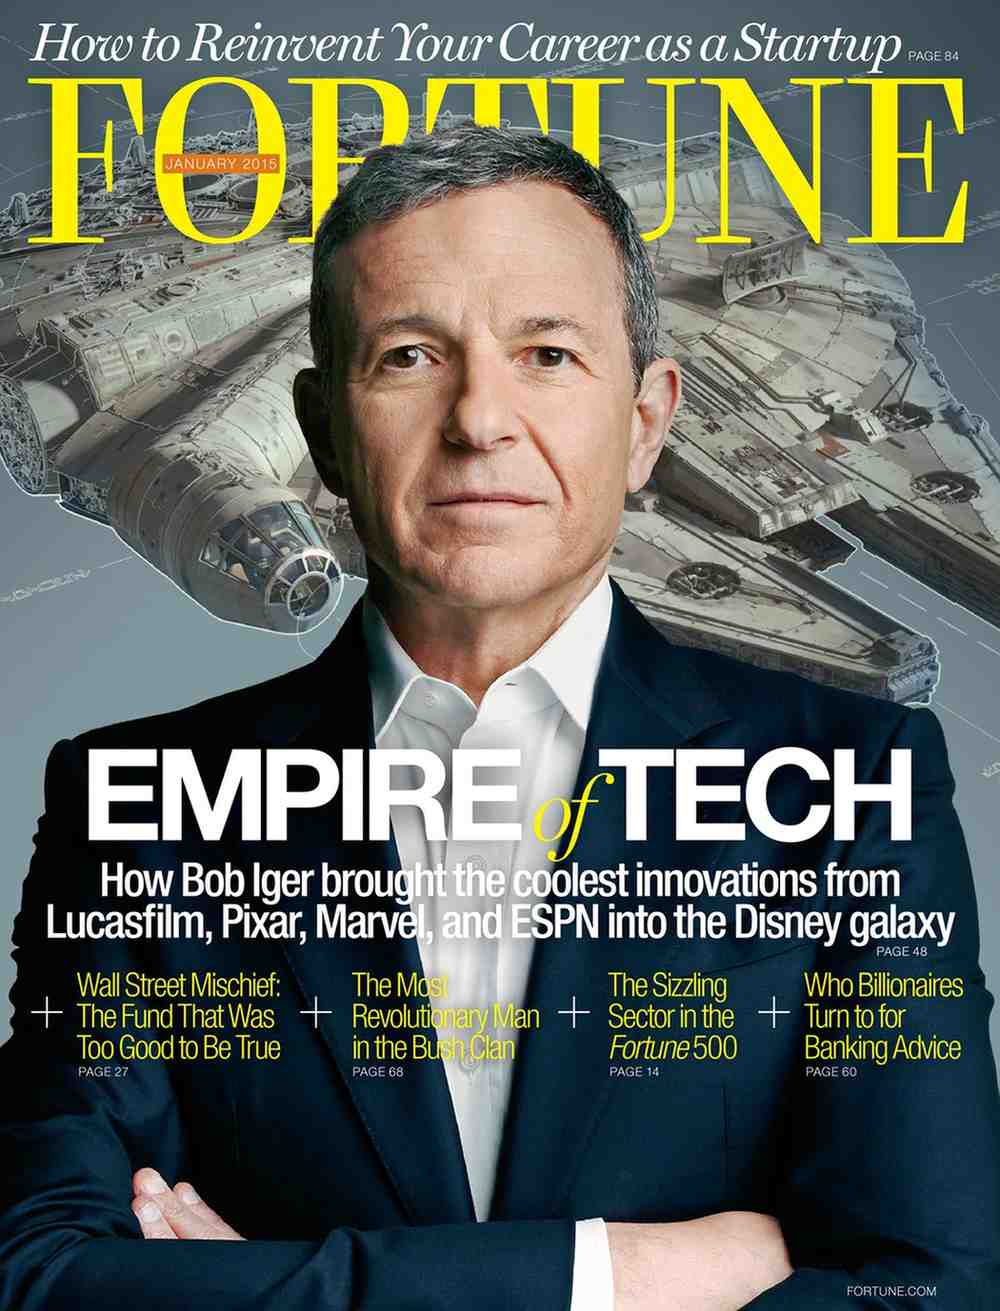 How to Reinvent Your Career as a Startup PAGE 84
FORTUNE
JANUARY 2015
EMPIRE of TECH
How Bob Iger brought the coolest innovations from
Lucasfilm, Pixar, Marvel, and ESPN into the Disney galaxy
PAGE 48
+ Wall Street Mischief:
The Fund That Was
Too Good to Be True
PAGE 27
+ The Most
Revolutionary Man
in the Bush Clan
PAGE 68
+ The Sizzling
Sector in the
Fortune 500
PAGE 14
+ Who Billionaires
Turn to for
Banking Advice
PAGE 60
FORTUNE.COM